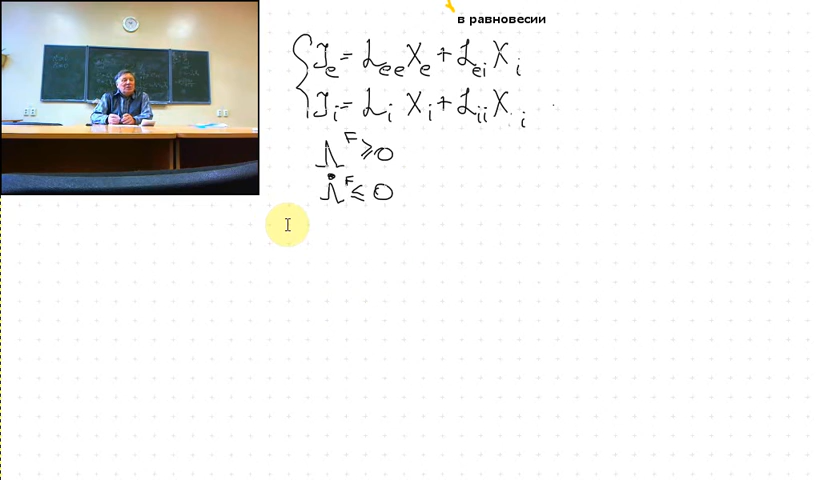 в равновесии
J_e = L_ee X_e + L_ei X_i
J_i = L_i X_i + L_ii X_i
Λ^F ≥ 0
Λ̇^F ≤ 0